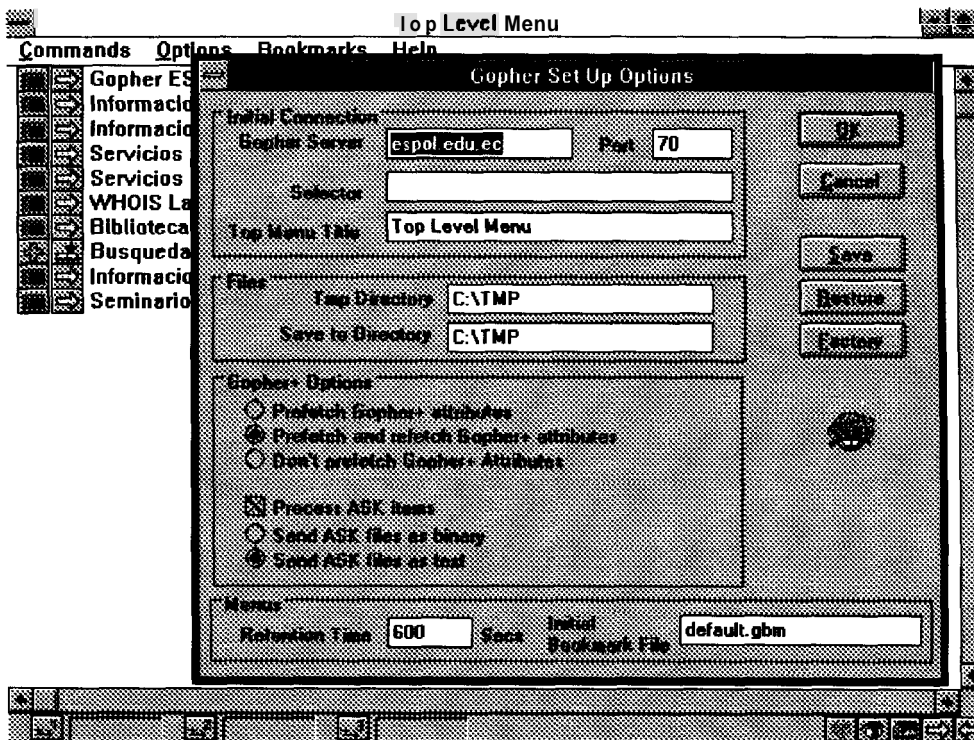 Top Level Menu
Commands Options Bookmarks Help
Gopher ES
Informacio
Informacio
Servicios
Servicios
WHOIS La
Biblioteca
Busqueda
Informacio
Seminario
Gopher Set Up Options
Initial Connection
Gopher Server espol.edu.ec Port 70
Selector
Top Menu Title Top Level Menu
OK
Cancel
Save
Restore
Factory
Files
Tmp Directory C:\TMP
Save to Directory C:\TMP
Gopher+ Options
Prefetch Gopher+ attributes
Prefetch and refetch Gopher+ attributes
Don't prefetch Gopher+ Attributes
Process ASK items
Send ASK files as binary
Send ASK files as text
Menus
Retention Time 600 Secs
Initial
Bookmark File default.gbm